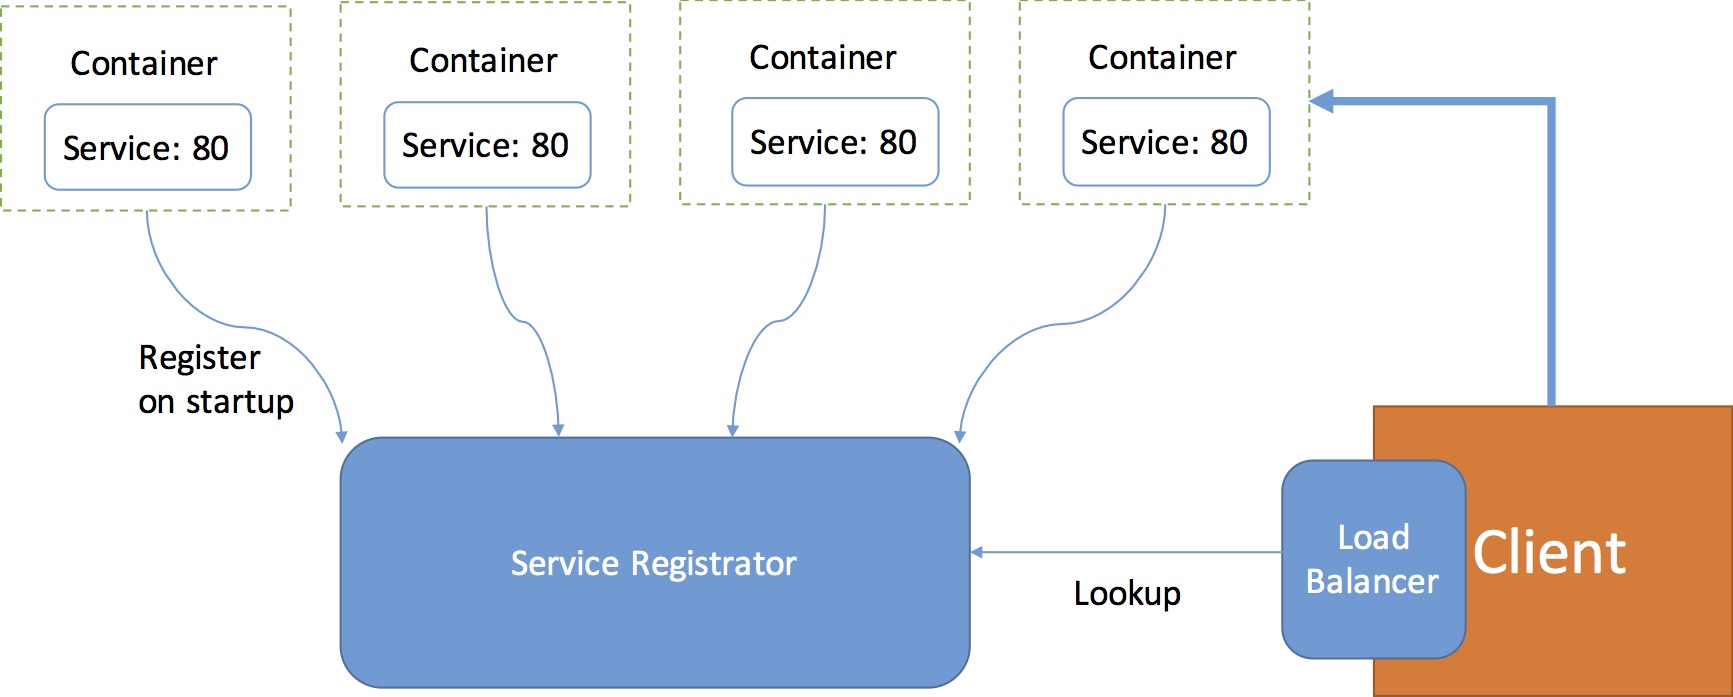 Container
Service: 80
Container
Service: 80
Container
Service: 80
Container
Service: 80
Register
on startup
Service Registrator
Lookup
Load
Balancer
Client